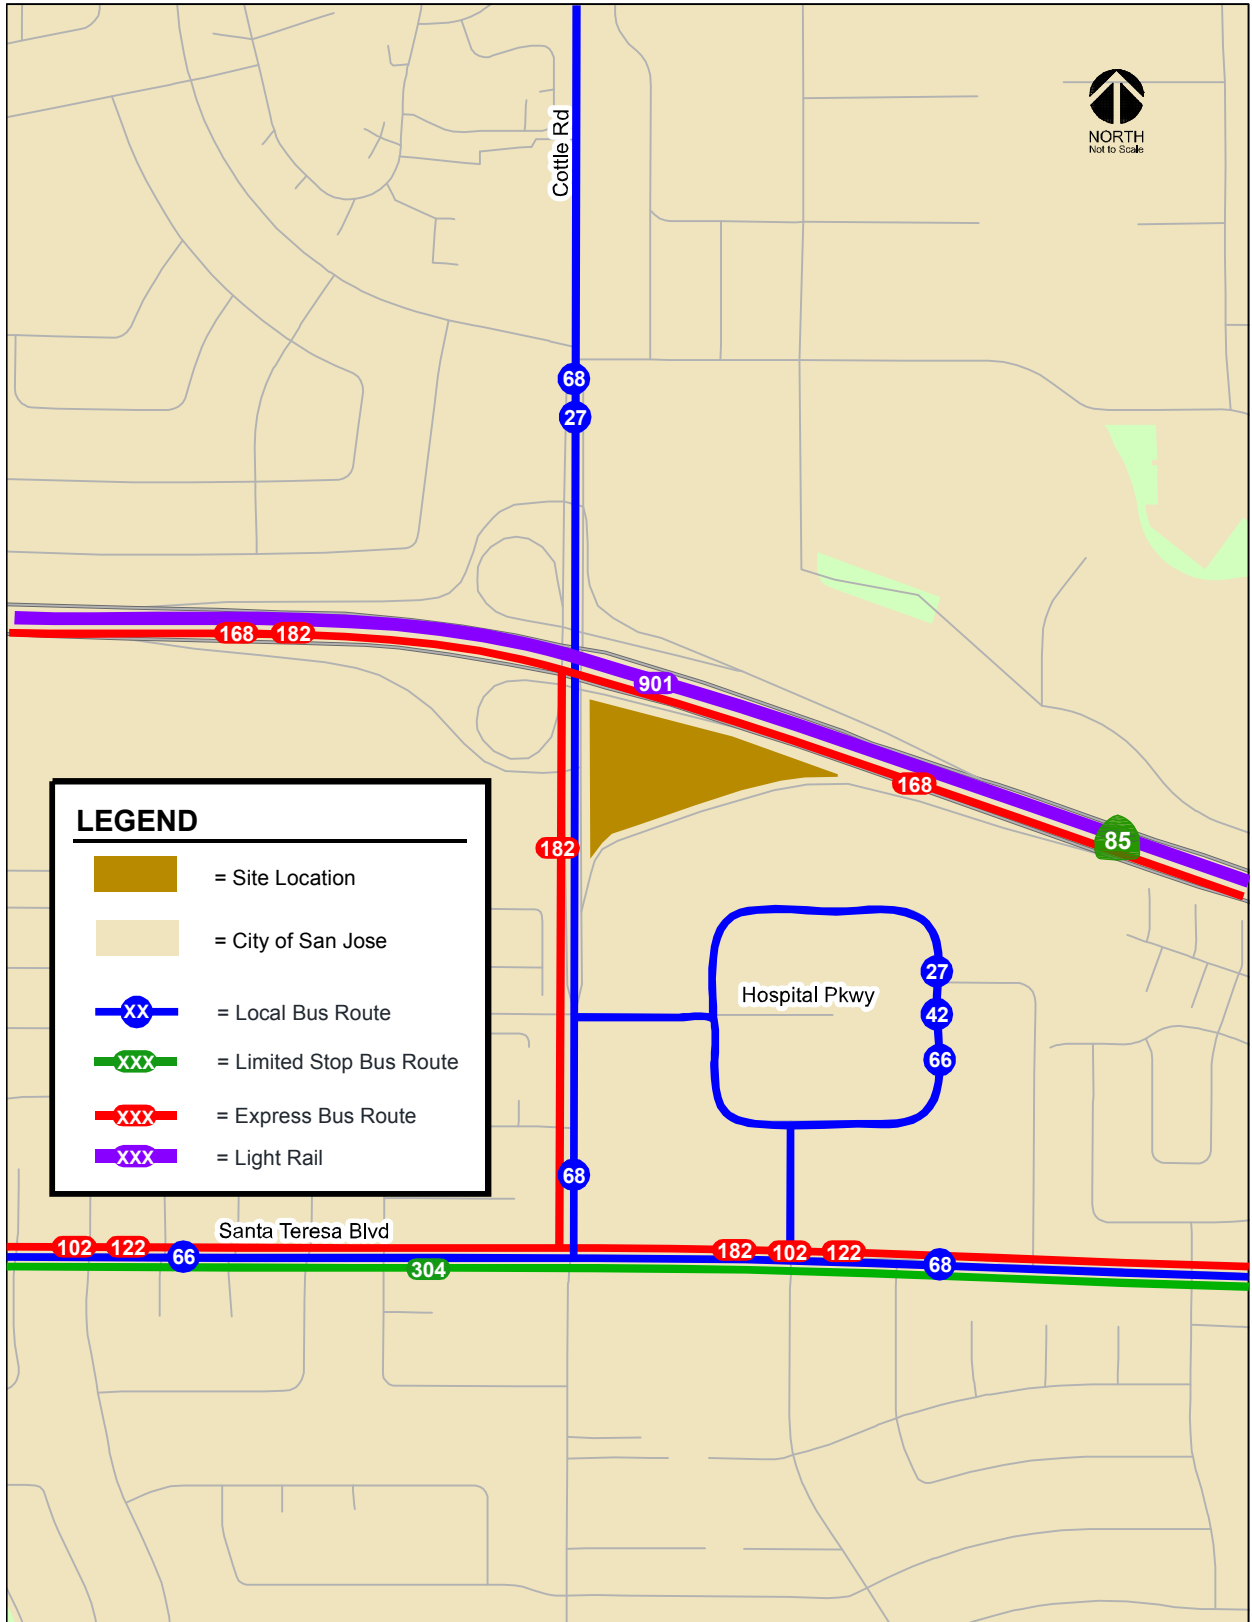 Cottle Rd
NORTH
Not to Scale
68
27
168
182
901
168
85
182
LEGEND
= Site Location
= City of San Jose
XX
= Local Bus Route
XXX
= Limited Stop Bus Route
XXX
= Express Bus Route
XXX
= Light Rail
27
Hospital Pkwy
42
66
68
Santa Teresa Blvd
102
122
66
304
182
102
122
68